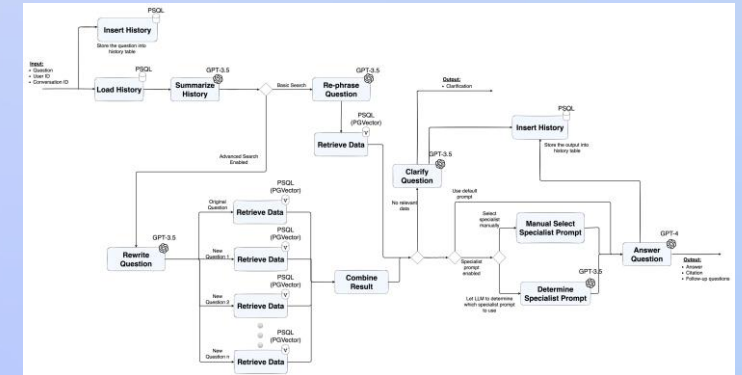 PSQL
Insert History
Store the question into
history table
Input:
• Question
• User ID
• Conversation ID
PSQL
Load History
GPT-3.5
Summarize
History
Basic Search
GPT-3.5
Re-phrase
Question
PSQL
(PGVector)
V
Retrieve Data
Output:
• Clarification
GPT-3.5
Clarify
Question
PSQL
Insert History
Store the output into
history table
Advanced Search
Enabled
GPT-3.5
Rewrite
Question
Original
Question
PSQL
(PGVector)
V
Retrieve Data
New
Question 1
PSQL
(PGVector)
V
Retrieve Data
New
Question 2
PSQL
(PGVector)
V
Retrieve Data
New
Question n
PSQL
(PGVector)
V
Retrieve Data
Combine
Result
No relevant
data
Use default
prompt
Specialist
prompt
enabled
Select
specialist
manually
Manual Select
Specialist Prompt
GPT-3.5
Determine
Specialist Prompt
Let LLM to determine
which specialist prompt
to use
GPT-4
Answer
Question
Output:
• Answer
• Citation
• Follow-up questions